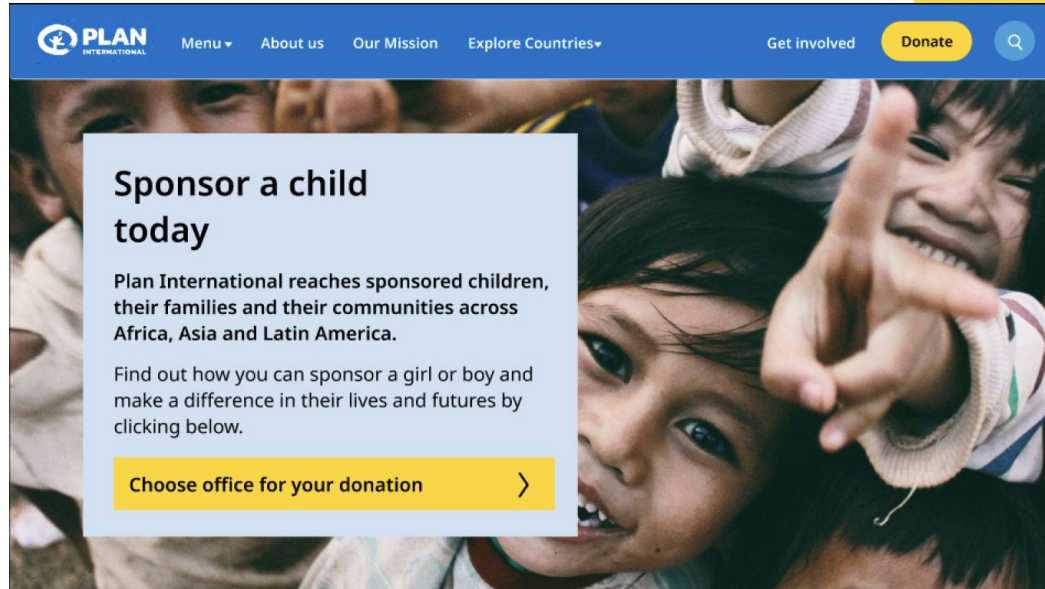 PLAN
INTERNATIONAL
Menu
About us
Our Mission
Explore Countries
Get involved
Donate
Sponsor a child
today
Plan International reaches sponsored children,
their families and their communities across
Africa, Asia and Latin America.
Find out how you can sponsor a girl or boy and
make a difference in their lives and futures by
clicking below.
Choose office for your donation